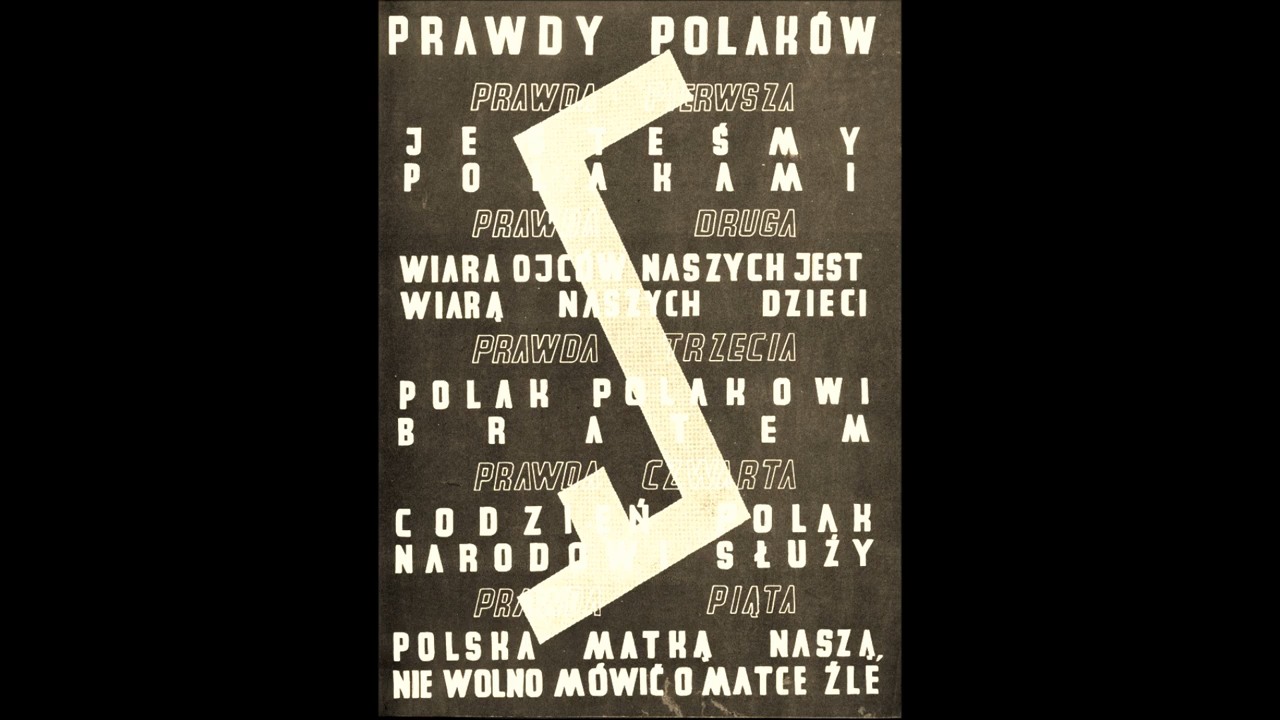 PRAWDY POLAKÓW
PRAWDA PIERWSZA
JESTEŚMY
POLAKAMI
PRAWDA DRUGA
WIARA OJCÓW NASZYCH JEST
WIARĄ NASZYCH DZIECI
PRAWDA TRZECIA
POLAK POLAKOWI
BRATEM
PRAWDA CZWARTA
CODZIEŃ POLAK
NARODOWI SŁUŻY
PRAWDA PIĄTA
POLSKA MATKĄ NASZĄ,
NIE WOLNO MÓWIĆ O MATCE ŹLE